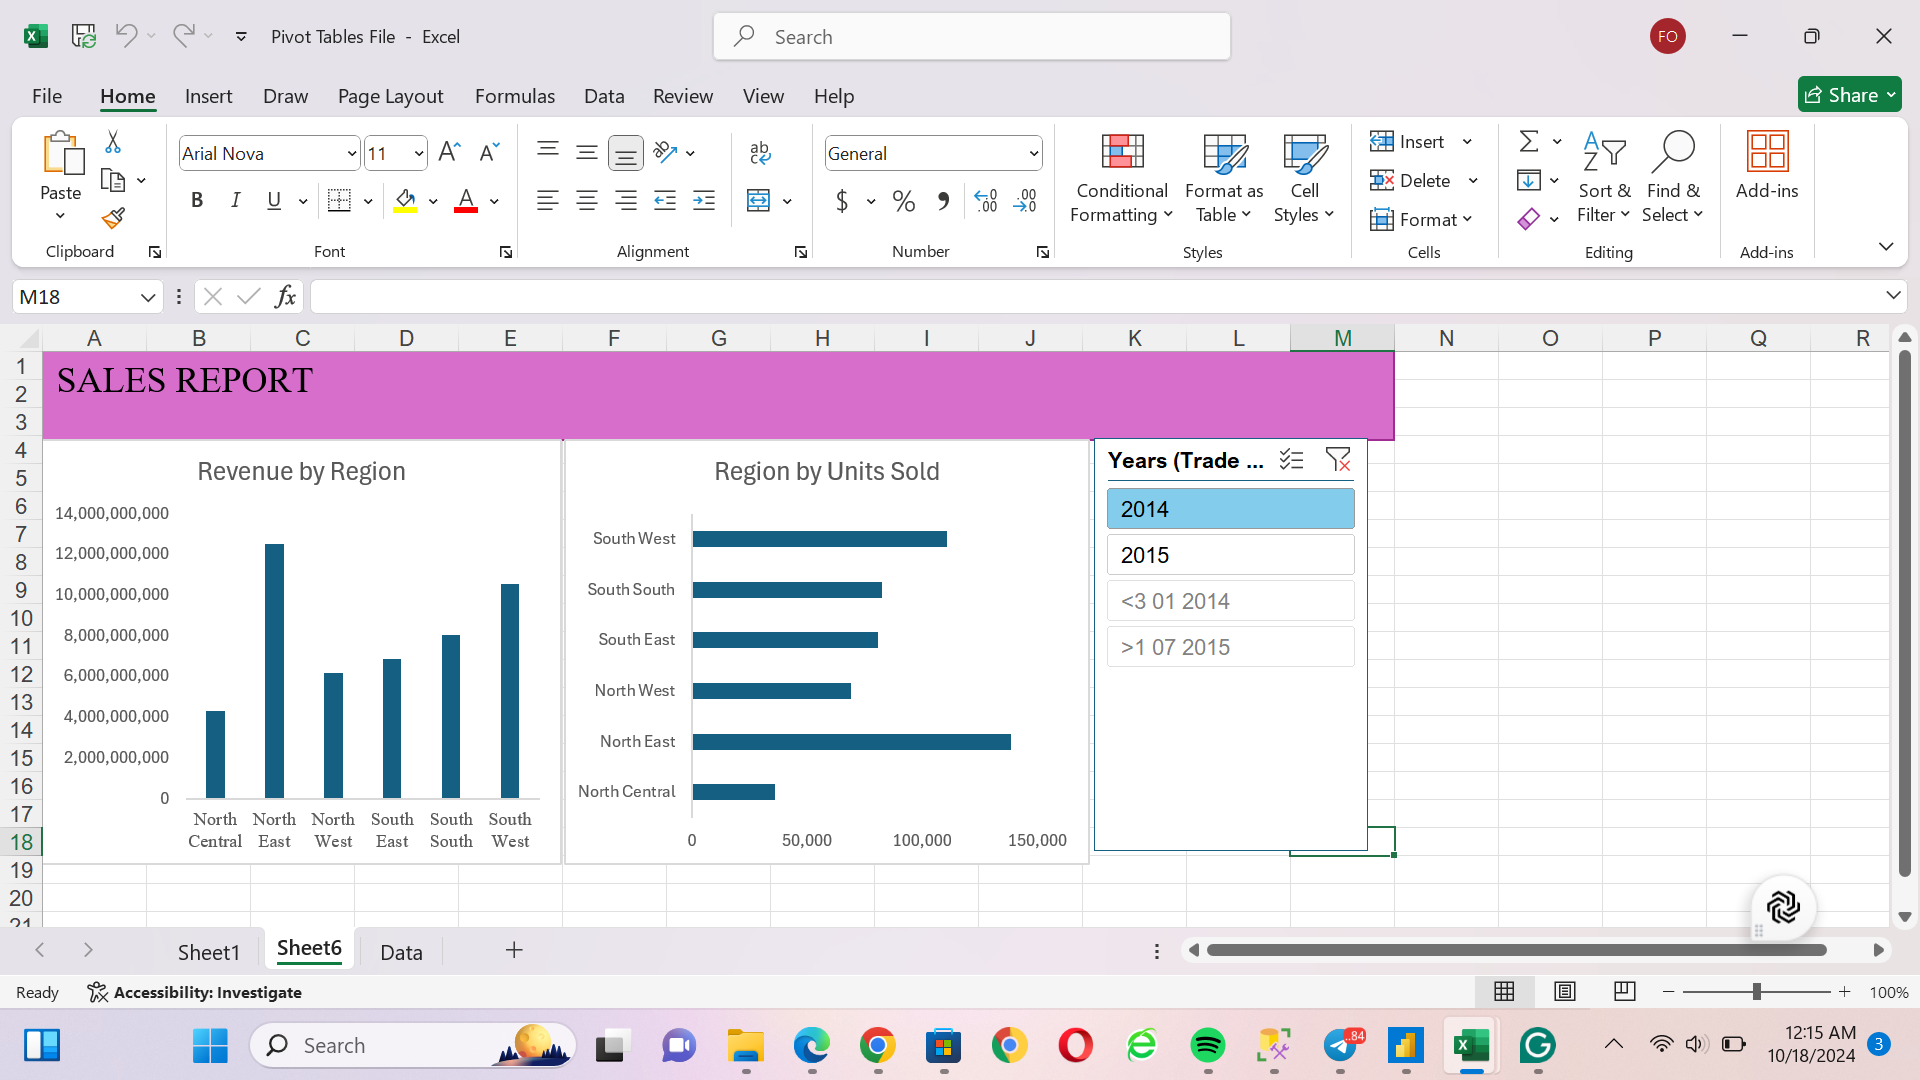 Pivot Tables File - Excel
Search
FO
File Home Insert Draw Page Layout Formulas Data Review View Help
Share
Paste
Clipboard
Arial Nova 11
B I U
Font
ab
Alignment
General
$ % 9 .00
Number
Conditional Formatting
Format as Table
Cell Styles
Styles
Insert
Delete
Format
Cells
Sort & Filter
Find & Select
Editing
Add-ins
Add-ins
M18
fx
A B C D E F G H I J K L M N O P Q R
1
2
3
4
5
6
7
8
9
10
11
12
13
14
15
16
17
18
19
20
21
SALES REPORT
Revenue by Region
14,000,000,000
12,000,000,000
10,000,000,000
8,000,000,000
6,000,000,000
4,000,000,000
2,000,000,000
0
North Central
North East
North West
South East
South South
South West
Region by Units Sold
South West
South South
South East
North West
North East
North Central
0 50,000 100,000 150,000
Years (Trade ...
2014
2015
<3 01 2014
>1 07 2015
Sheet1 Sheet6 Data
Ready
Accessibility: Investigate
100%
Search
84
12:15 AM
10/18/2024
3